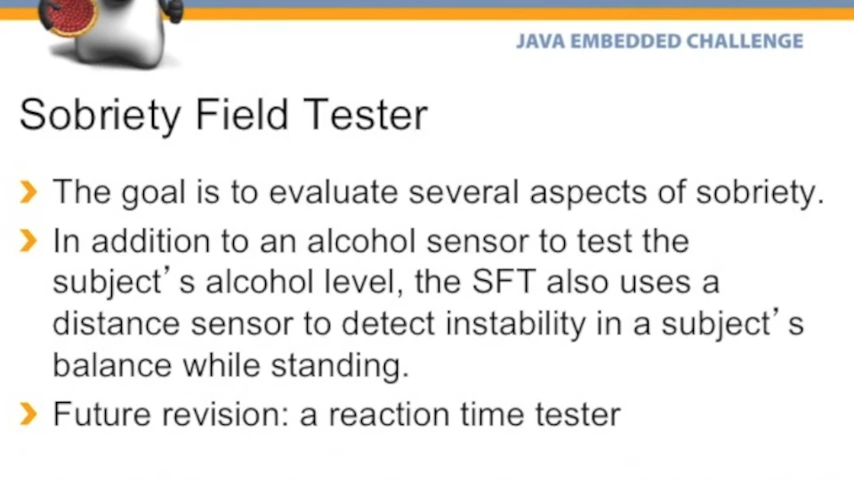 JAVA EMBEDDED CHALLENGE
Sobriety Field Tester
The goal is to evaluate several aspects of sobriety.
In addition to an alcohol sensor to test the
subject's alcohol level, the SFT also uses a
distance sensor to detect instability in a subject's
balance while standing.
Future revision: a reaction time tester